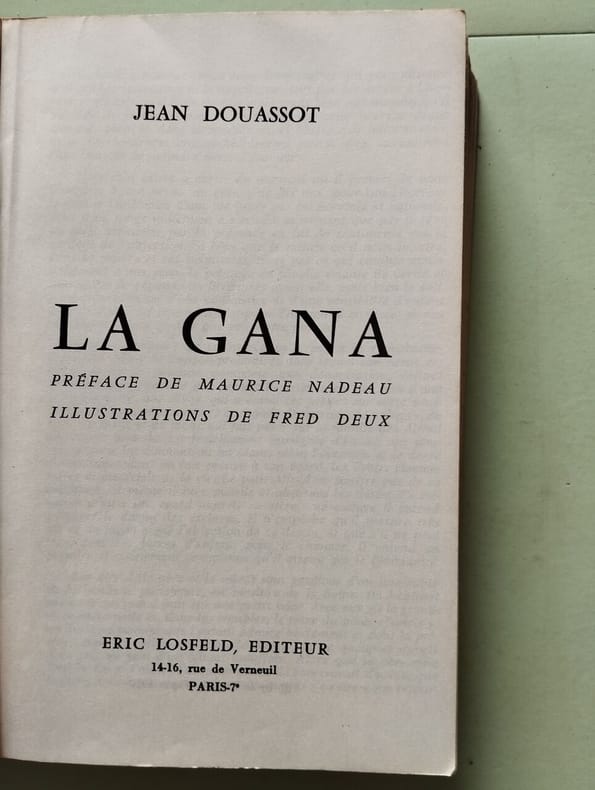 JEAN DOUASSOT
LA GANA
PRÉFACE DE MAURICE NADEAU
ILLUSTRATIONS DE FRED DEUX
ERIC LOSFELD, EDITEUR
14-16, rue de Verneuil
PARIS-7ᵉ